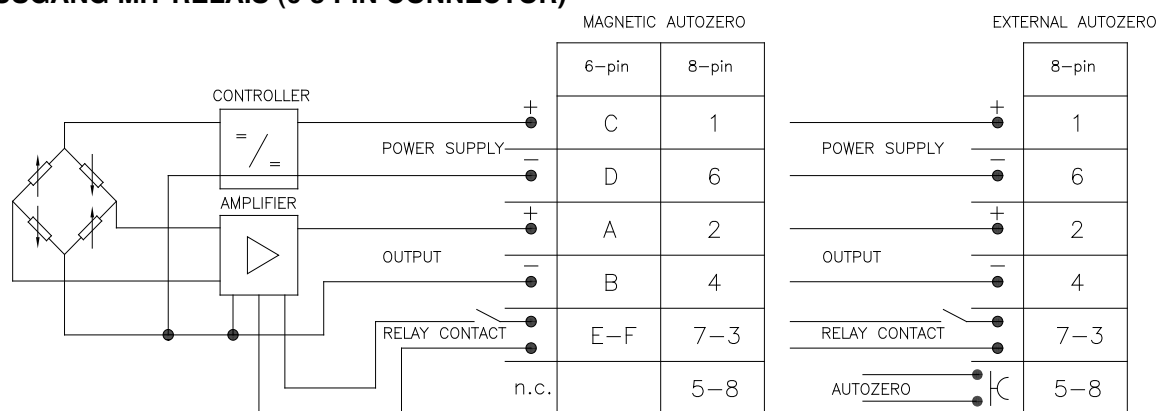 MAGNETIC AUTOZERO
EXTERNAL AUTOZERO
6-pin 8-pin
8-pin
CONTROLLER
= / =
POWER SUPPLY
+ C 1
POWER SUPPLY
+ 1
− D 6
− 6
AMPLIFIER
OUTPUT
+ A 2
OUTPUT
+ 2
− B 4
− 4
RELAY CONTACT
E-F 7-3
RELAY CONTACT
7-3
n.c. 5-8
AUTOZERO
5-8